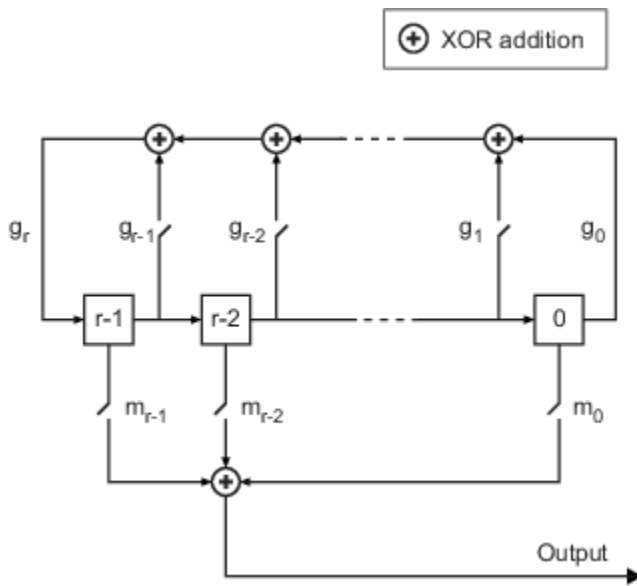 XOR addition
g_r g_{r-1} g_{r-2} g_1 g_0
r-1 r-2 0
m_{r-1} m_{r-2} m_0
Output